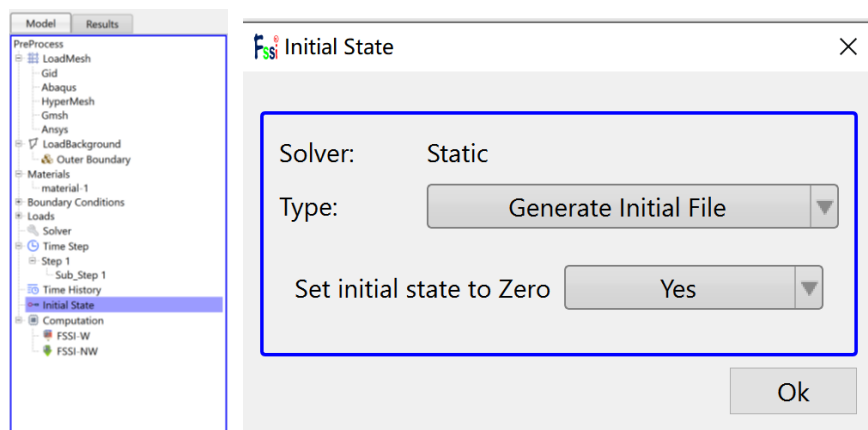 Model
Results
PreProcess
LoadMesh
Gid
Abaqus
HyperMesh
Gmsh
Ansys
LoadBackground
Outer Boundary
Materials
material-1
Boundary Conditions
Loads
Solver
Time Step
Step 1
Sub_Step 1
Time History
Initial State
Computation
FSSI-W
FSSI-NW
Fssi® Initial State
Solver: Static
Type: Generate Initial File
Set initial state to Zero Yes
Ok